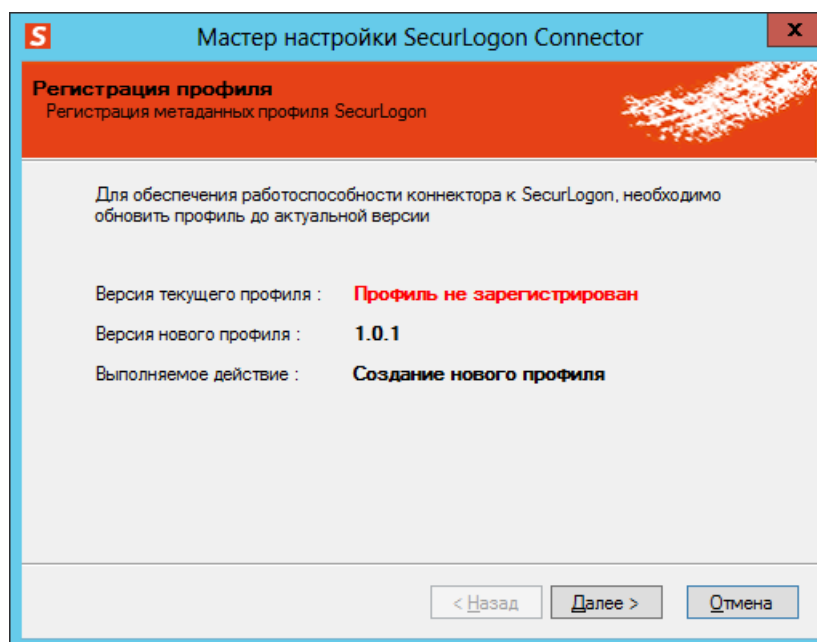 S
Мастер настройки SecurLogon Connector
x
Регистрация профиля
Регистрация метаданных профиля SecurLogon
Для обеспечения работоспособности коннектора к SecurLogon, необходимо
обновить профиль до актуальной версии
Версия текущего профиля : Профиль не зарегистрирован
Версия нового профиля : 1.0.1
Выполняемое действие : Создание нового профиля
< Назад Далее > Отмена